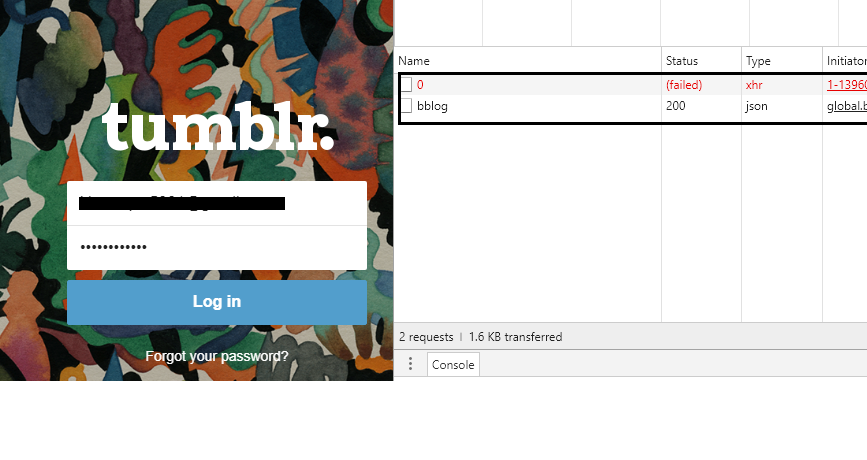 tumblr.
••••••••••••
Log in
Forgot your password?
Name Status Type Initiator
0 (failed) xhr 1-13960
bblog 200 json global.b
2 requests | 1.6 KB transferred
Console